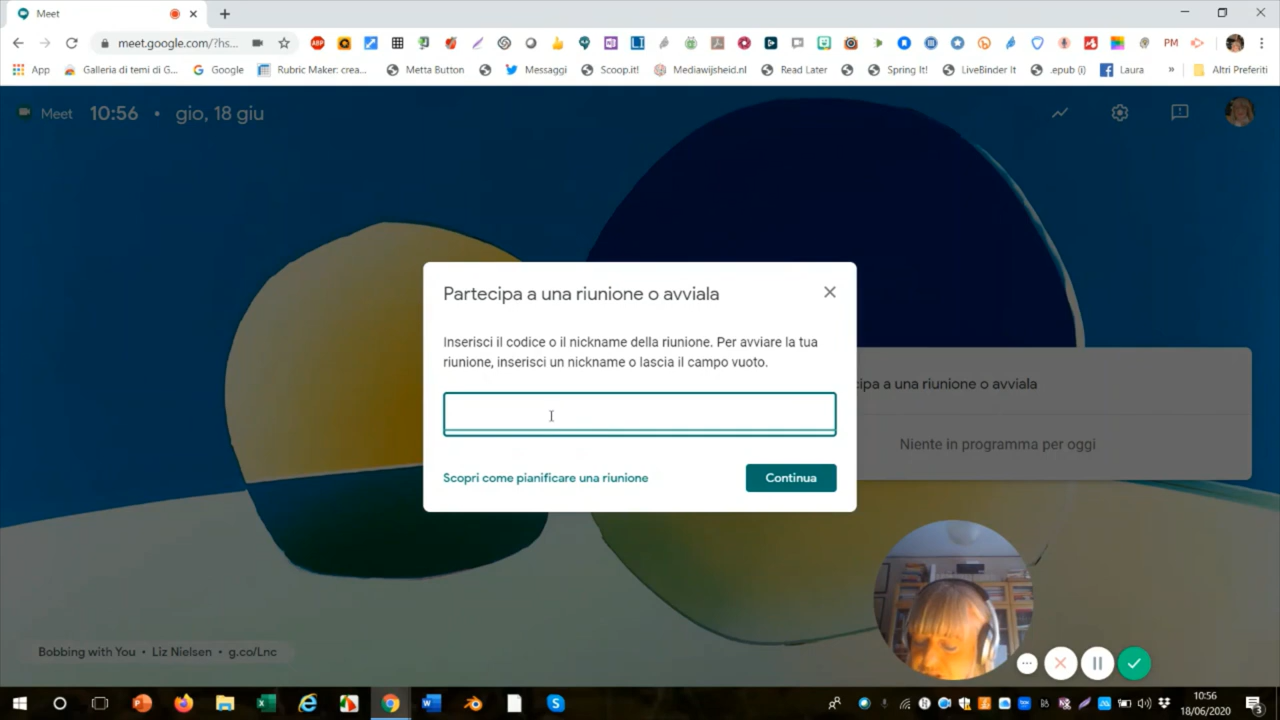 Meet
meet.google.com/?hs...
ABP
PM
App
Galleria di temi di G...
Google
Rubric Maker: crea...
Metta Button
Messaggi
Scoop.it!
Mediawijsheid.nl
Read Later
Spring It!
LiveBinder It
.epub (i)
Laura
»
Altri Preferiti
Meet 10:56 • gio, 18 giu
Partecipa a una riunione o avviala
Inserisci il codice o il nickname della riunione. Per avviare la tua
riunione, inserisci un nickname o lascia il campo vuoto.
Scopri come pianificare una riunione
Continua
cipa a una riunione o avviala
Niente in programma per oggi
Bobbing with You • Liz Nielsen • g.co/Lnc
10:56
18/06/2020
3